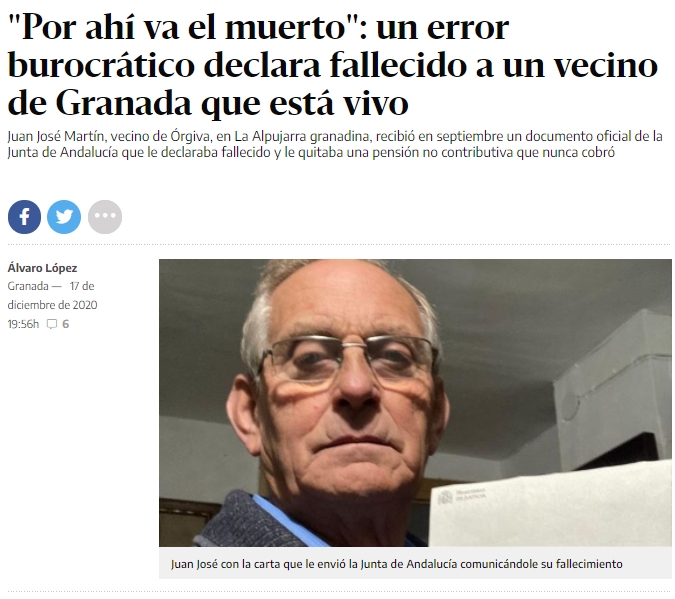 "Por ahí va el muerto": un error
burocrático declara fallecido a un vecino
de Granada que está vivo
Juan José Martín, vecino de Órgiva, en La Alpujarra granadina, recibió en septiembre un documento oficial de la
Junta de Andalucía que le declaraba fallecido y le quitaba una pensión no contributiva que nunca cobró
Álvaro López
Granada — 17 de
diciembre de 2020
19:56h 6
Juan José con la carta que le envió la Junta de Andalucía comunicándole su fallecimiento